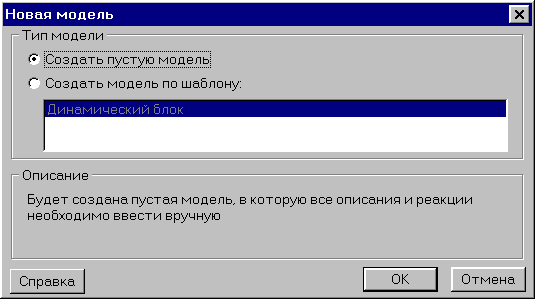 Новая модель
Тип модели
Создать пустую модель
Создать модель по шаблону:
Динамический блок
Описание
Будет создана пустая модель, в которую все описания и реакции
необходимо ввести вручную
Справка
OK
Отмена